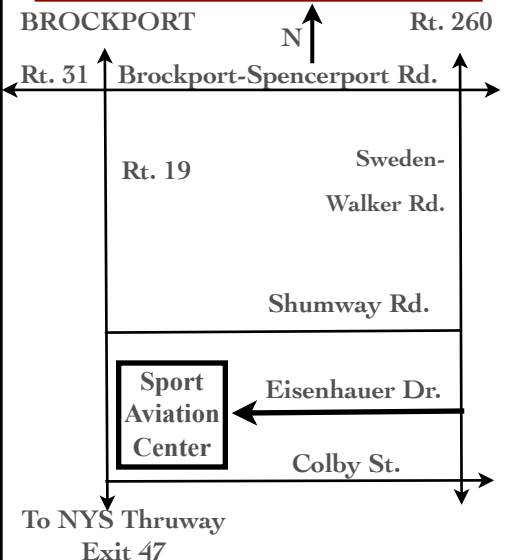 BROCKPORT
N
Rt. 260
Rt. 31
Brockport-Spencerport Rd.
Rt. 19
Sweden-
Walker Rd.
Shumway Rd.
Sport
Aviation
Center
Eisenhauer Dr.
Colby St.
To NYS Thruway
Exit 47